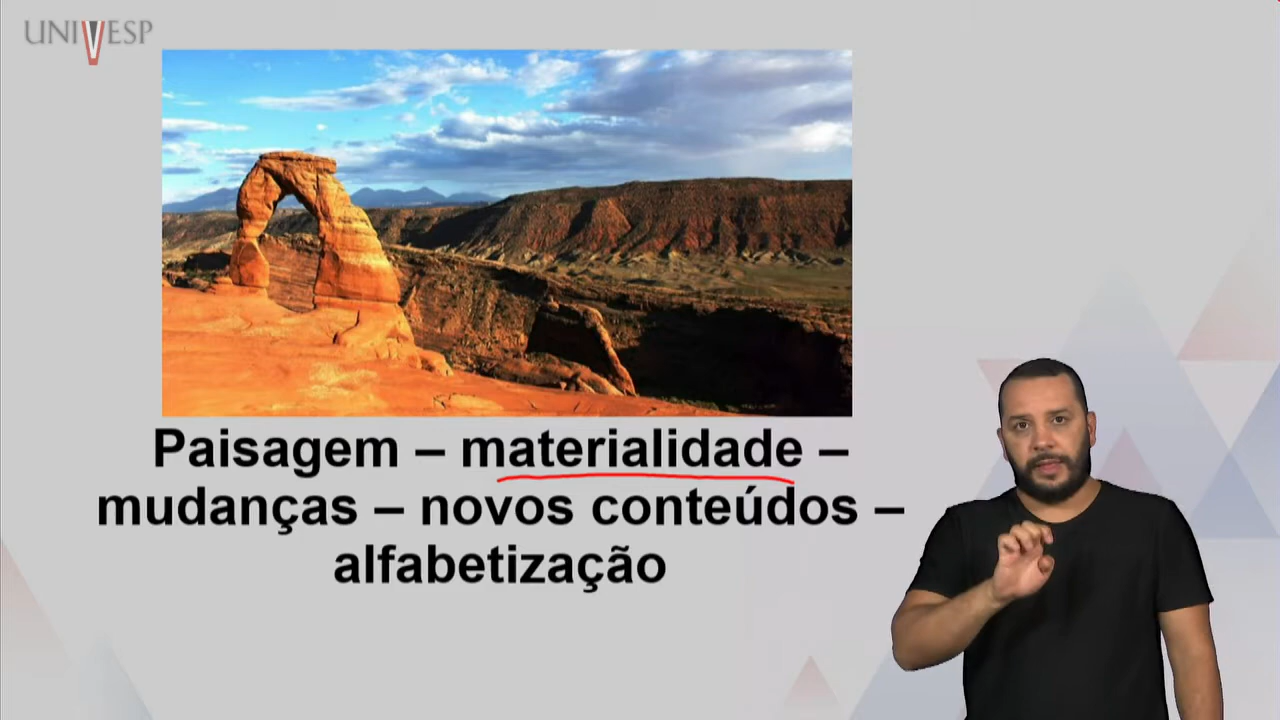 UNIVESP
Paisagem – materialidade –
mudanças – novos conteúdos –
alfabetização